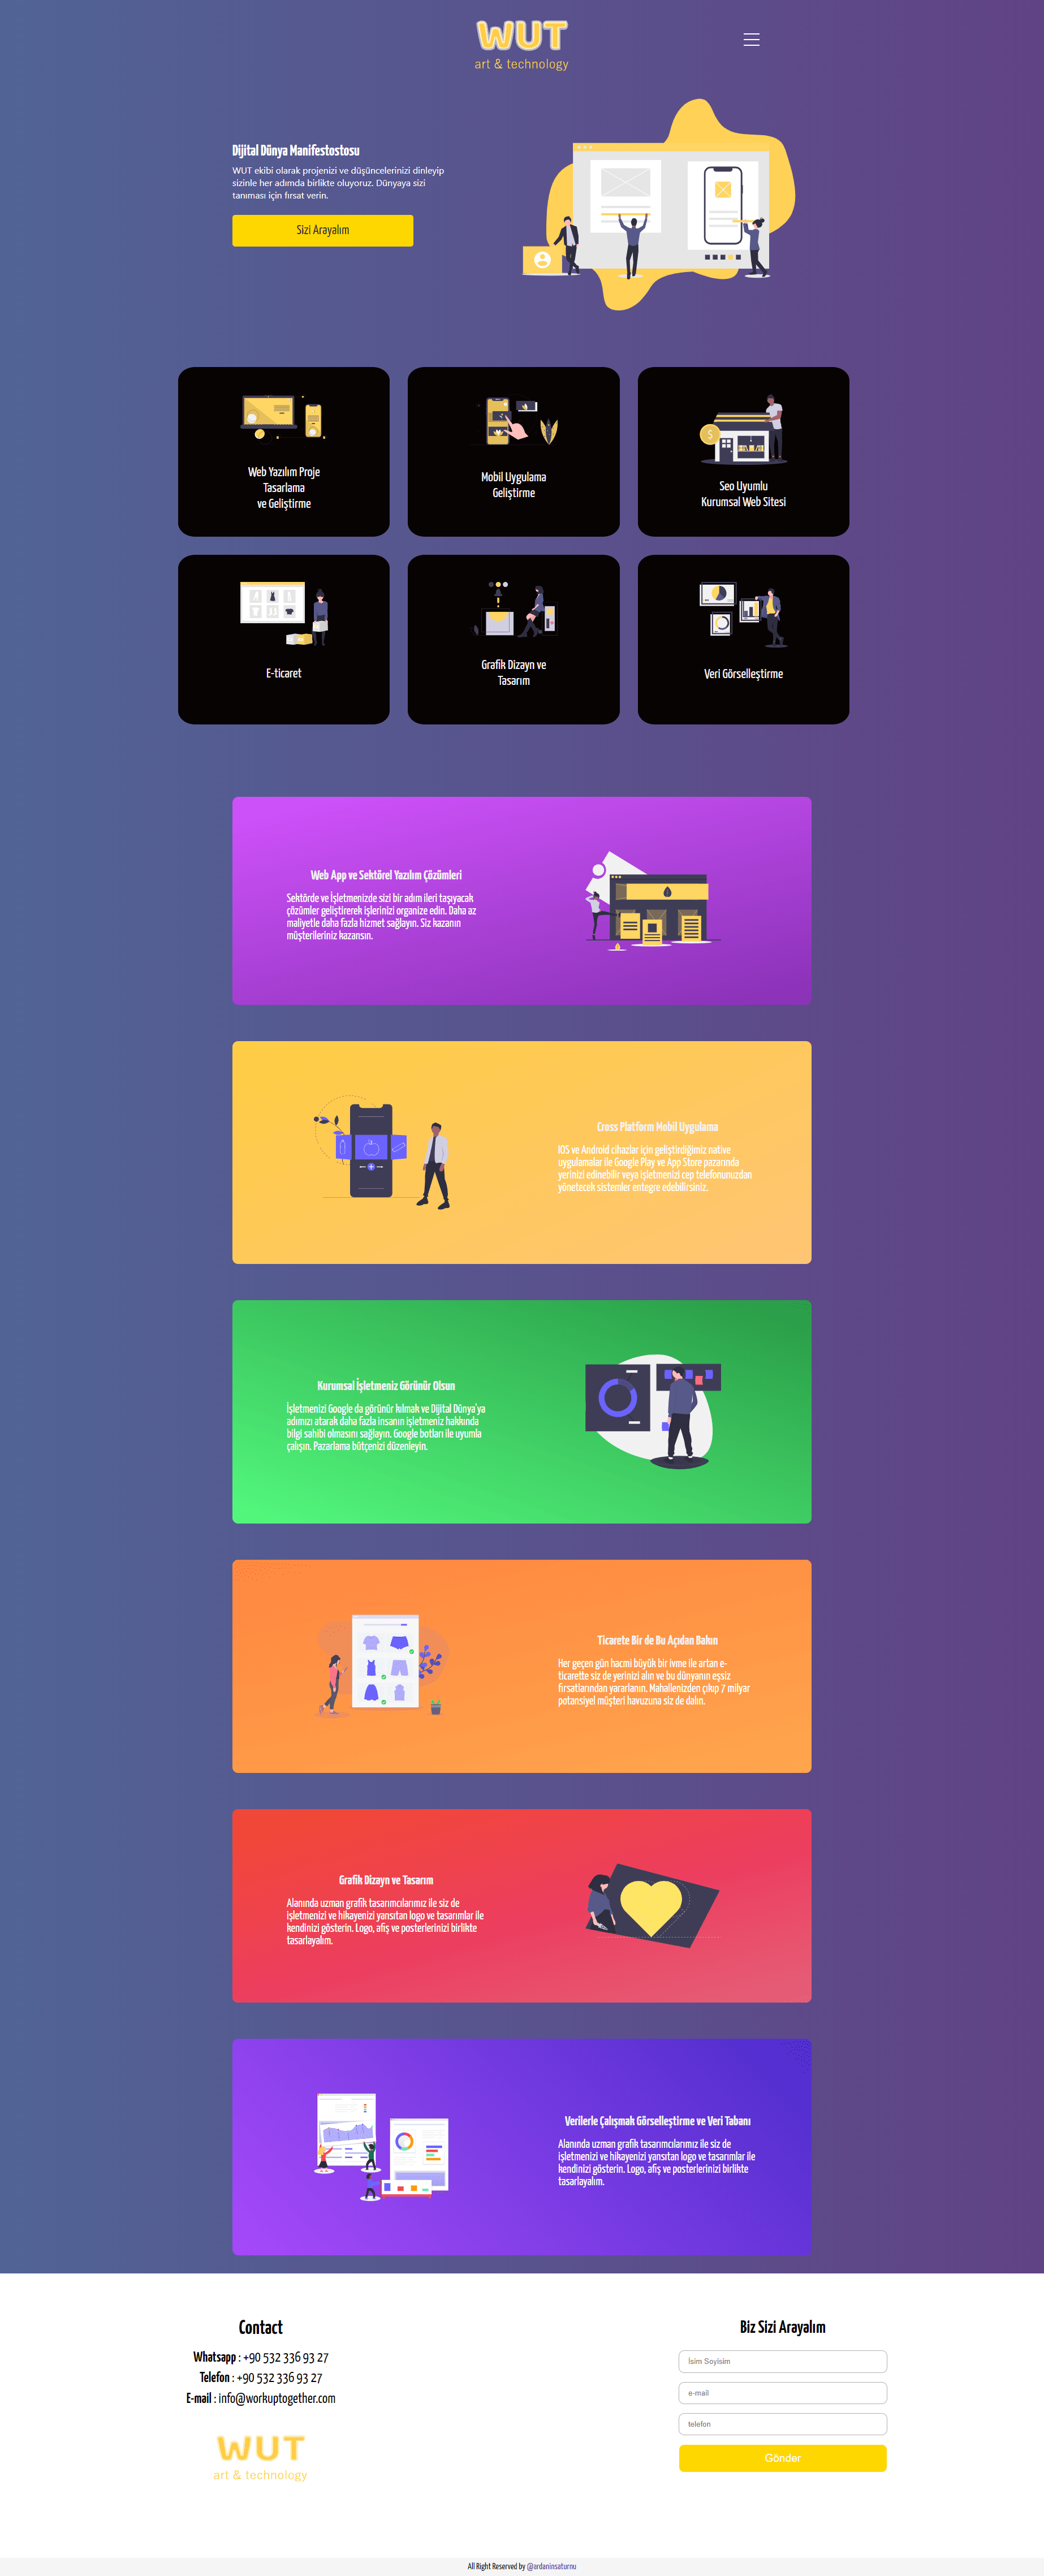 WUT
art & technology
Dijital Dünya Manifestostosu
WUT ekibi olarak projenizi ve düşüncelerinizi dinleyip
sizinle her adımda birlikte oluyoruz. Dünyaya sizi
tanıması için fırsat verin.
Sizi Arayalım
Web Yazılım Proje
Tasarlama
ve Geliştirme
Mobil Uygulama
Geliştirme
Seo Uyumlu
Kurumsal Web Sitesi
E-ticaret
Grafik Dizayn ve
Tasarım
Veri Görselleştirme
Web App ve Sektörel Yazılım Çözümleri
Sektörde ve İşletmenizde sizi bir adım ileri taşıyacak
çözümler geliştirerek işlerinizi organize edin. Daha az
maliyetle daha fazla hizmet sağlayın. Siz kazanın
müşterileriniz kazansın.
Cross Platform Mobil Uygulama
IOS ve Android cihazlar için geliştirdiğimiz native
uygulamalar ile Google Play ve App Store pazarında
yerinizi edinebilir veya işletmenizi cep telefonunuzdan
yönetecek sistemler entegre edebilirsiniz.
Kurumsal İşletmeniz Görünür Olsun
İşletmenizi Google da görünür kılmak ve Dijital Dünya'ya
adımızı atarak daha fazla insanın işletmeniz hakkında
bilgi sahibi olmasını sağlayın. Google botları ile uyumla
çalışın. Pazarlama bütçenizi düzenleyin.
Ticarete Bir de Bu Açıdan Bakın
Her geçen gün hacmi büyük bir ivme ile artan e-
ticarette siz de yerinizi alın ve bu dünyanın eşsiz
fırsatlarından yararlanın. Mahallenizden çıkıp 7 milyar
potansiyel müşteri havuzuna siz de dalın.
Grafik Dizayn ve Tasarım
Alanında uzman grafik tasarımcılarımız ile siz de
işletmenizi ve hikayenizi yansıtan logo ve tasarımlar ile
kendinizi gösterin. Logo, afiş ve posterlerinizi birlikte
tasarlayalım.
Verilerle Çalışmak Görselleştirme ve Veri Tabanı
Alanında uzman grafik tasarımcılarımız ile siz de
işletmenizi ve hikayenizi yansıtan logo ve tasarımlar ile
kendinizi gösterin. Logo, afiş ve posterlerinizi birlikte
tasarlayalım.
Contact
Whatsapp : +90 532 336 93 27
Telefon : +90 532 336 93 27
E-mail : info@workuptogether.com
WUT
art & technology
Biz Sizi Arayalım
İsim Soyisim
e-mail
telefon
Gönder
All Right Reserved by @ardaninsaturnu